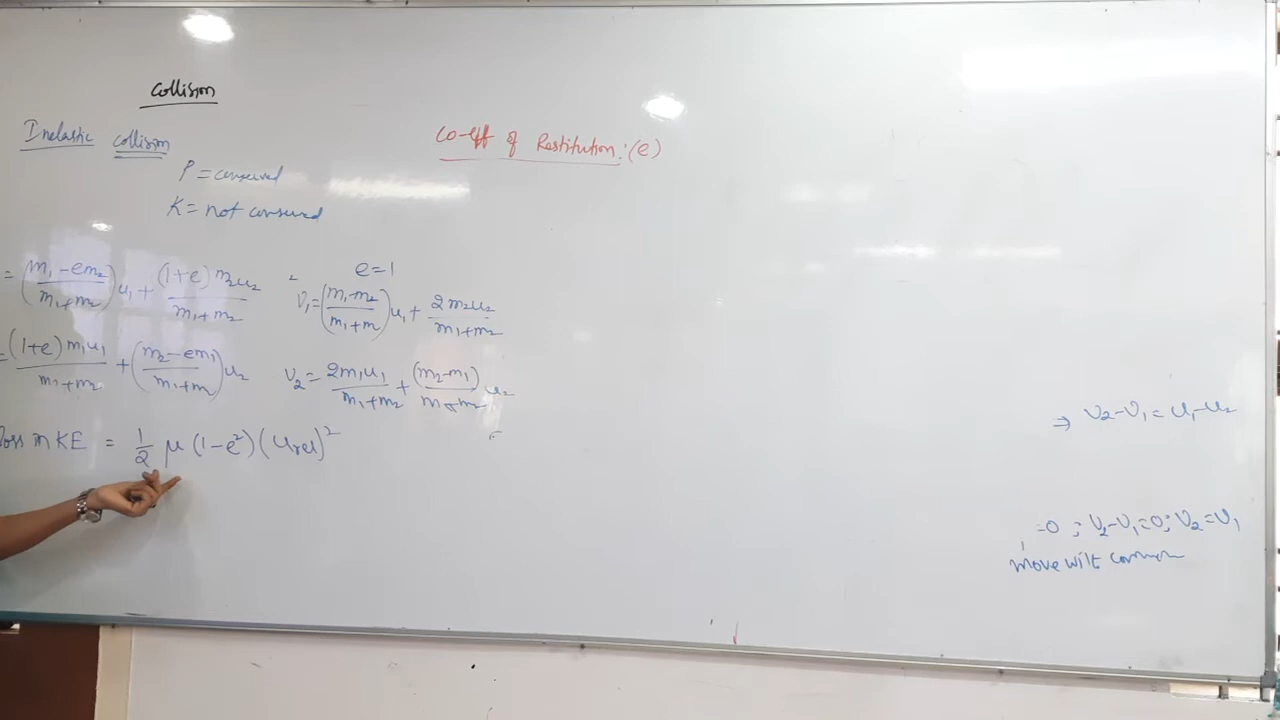 Collision
Inelastic collision
Co-eff of Restitution: (e)
P = conserved
K = not conserved
= (m₁ - em₂ / m₁+m₂) u₁ + (1+e) m₂u₂ / m₁+m₂
e=1
v₁ = (m₁-m₂ / m₁+m) u₁ + 2m₂u₂ / m₁+m₂
= (1+e) m₁u₁ / m₁+m₂ + (m₂ - em₁ / m₁+m) u₂
v₂ = 2m₁u₁ / m₁+m₂ + (m₂-m₁) / m₁+m₂ u₂
⇒ v₂-v₁ = u₁-u₂
loss in KE = 1/2 μ (1-e²) (urel)²
=0 ; v₂-v₁=0; v₂=v₁
move with common